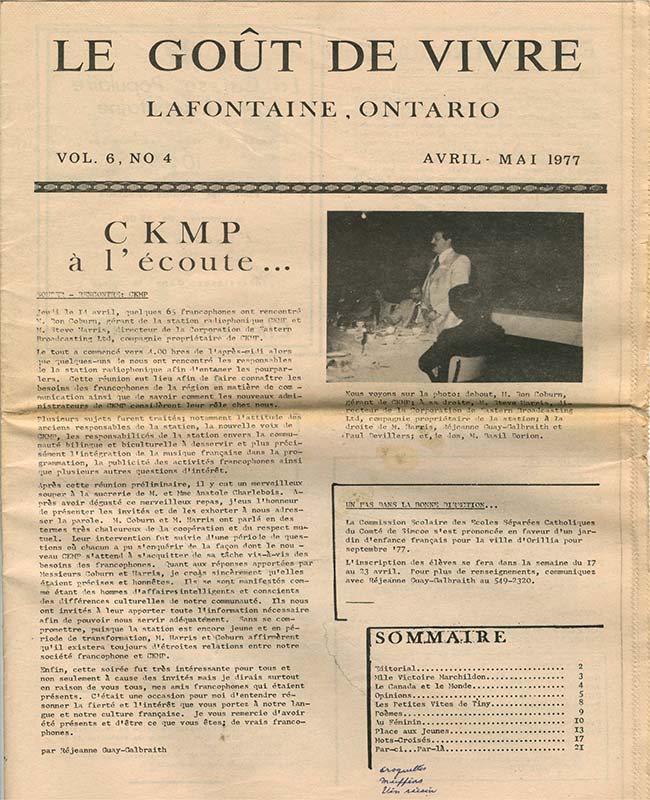 LE GOÛT DE VIVRE
LAFONTAINE, ONTARIO
VOL. 6, NO 4
AVRIL - MAI 1977
CKMP
à l'écoute...
SOUPER - RENCONTRE: CKMP
Jeudi le 14 avril, quelques 65 francophones ont rencontré
M. Don Coburn, gérant de la station radiophonique CKMP et
M. Steve Harris, directeur de la Corporation de Eastern
Broadcasting Ltd, compagnie propriétaire de CKMP.
Le tout a commencé vers 4.00 hres de l'après-midi alors
que quelques-uns de nous ont rencontré les responsables
de la station radiophonique afin d'entamer les pourpar-
lers. Cette réunion eut lieu afin de faire connaître les
besoins des francophones de la région en matière de com-
munication ainsi que de savoir comment les nouveaux admi-
nistrateurs de CKMP considèrent leur rôle chez nous.
Plusieurs sujets furent traités; notamment l'attitude des
anciens responsables de la station, la nouvelle voix de
CKMP, les responsabilités de la station envers la commu-
nauté bilingue et biculturelle à desservir et plus préci-
sément l'intégration de la musique française dans la pro-
grammation, la publicité des activités francophones ainsi
que plusieurs autres questions d'intérêt.
Après cette réunion préliminaire, il y eut un merveilleux
souper à la sucrerie de M. et Mme Anatole Charlebois. A-
près avoir dégusté ce merveilleux repas, j'eus l'honneur
de présenter les invités et de les exhorter à nous adres-
ser la parole. M. Coburn et M. Harris ont parlé en des
termes très chaleureux de la coopération et du respect mu-
tuel. Leur intervention fut suivie d'une période de ques-
tions où chacun a pu s'enquérir de la façon dont le nou-
veau CKMP s'attend à s'acquiter de sa tâche vis-à-vis des
besoins des francophones. Quant aux réponses apportées par
Messieurs Coburn et Harris, je crois sincèrement qu'elles
étaient précises et honnêtes. Ils se sont manifestés com-
me étant des hommes d'affaires intelligents et conscients
des différences culturelles de notre communauté. Ils nous
ont invités à leur apporter toute l'information nécessaire
afin de pouvoir nous servir adéquatement. Sans se com-
promettre, puisque la station est encore jeune et en pé-
riode de transformation, M. Harris et Coburn affirmèrent
qu'il existera toujours d'étroites relations entre notre
société francophone et CKMP.
Enfin, cette soirée fut très intéressante pour tous et
non seulement à cause des invités mais je dirais surtout
en raison de vous tous, mes amis francophones qui étaient
présents. C'était une occasion pour moi d'entendre ré-
sonner la fierté et l'intérêt que vous portez à notre lan-
gue et notre culture française. Je vous remercie d'avoir
été présents et d'être ce que vous êtes; de vrais franco-
phones.
par Réjeanne Guay-Galbraith
Nous voyons sur la photo; debout, M. Don Coburn,
gérant de CKMP; à sa droite, M. Steve Harris, di-
recteur de la Corporation de Eastern Broadcasting
Ltd, compagnie propriétaire de la station; à la
droite de M. Harris, Réjeanne Guay-Galbraith et
Paul Devillers; et, de dos, M. Basil Dorion.
UN PAS DANS LA BONNE DIRECTION...
La Commission Scolaire des Ecoles Séparées Catholiques
du Comté de Simcoe s'est prononcée en faveur d'un jar-
din d'enfance français pour la ville d'Orillia pour
septembre '77.
L'inscription des élèves se fera dans la semaine du 17
au 23 avril. Pour plus de renseignements, communiquez
avec Réjeanne Guay-Galbraith au 549-2320.
SOMMAIRE
Editorial 2
Mlle Victoire Marchildon 3
Le Canada et le Monde 4
Opinions 5
Les Petites Vites de Tiny 8
Poèmes 9
Au Féminin 10
Place aux Jeunes 13
Mots-Croisés 17
Par-ci...Par-Là 21
croquettes
muffins